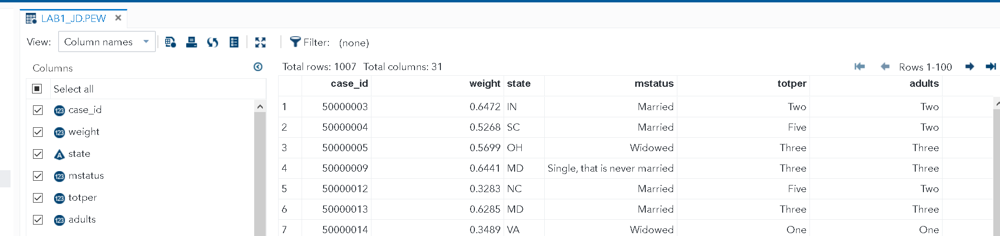 LAB1_JD.PEW
View: Column names Filter: (none)
Columns
Total rows: 1007 Total columns: 31 Rows 1-100
Select all
case_id
weight
state
mstatus
totper
adults
case_id weight state mstatus totper adults
1 50000003 0.6472 IN Married Two Two
2 50000004 0.5268 SC Married Five Two
3 50000005 0.5699 OH Widowed Three Three
4 50000009 0.6441 MD Single, that is never married Three Three
5 50000012 0.3283 NC Married Five Two
6 50000013 0.6285 MD Married Three Three
7 50000014 0.3489 VA Widowed One One